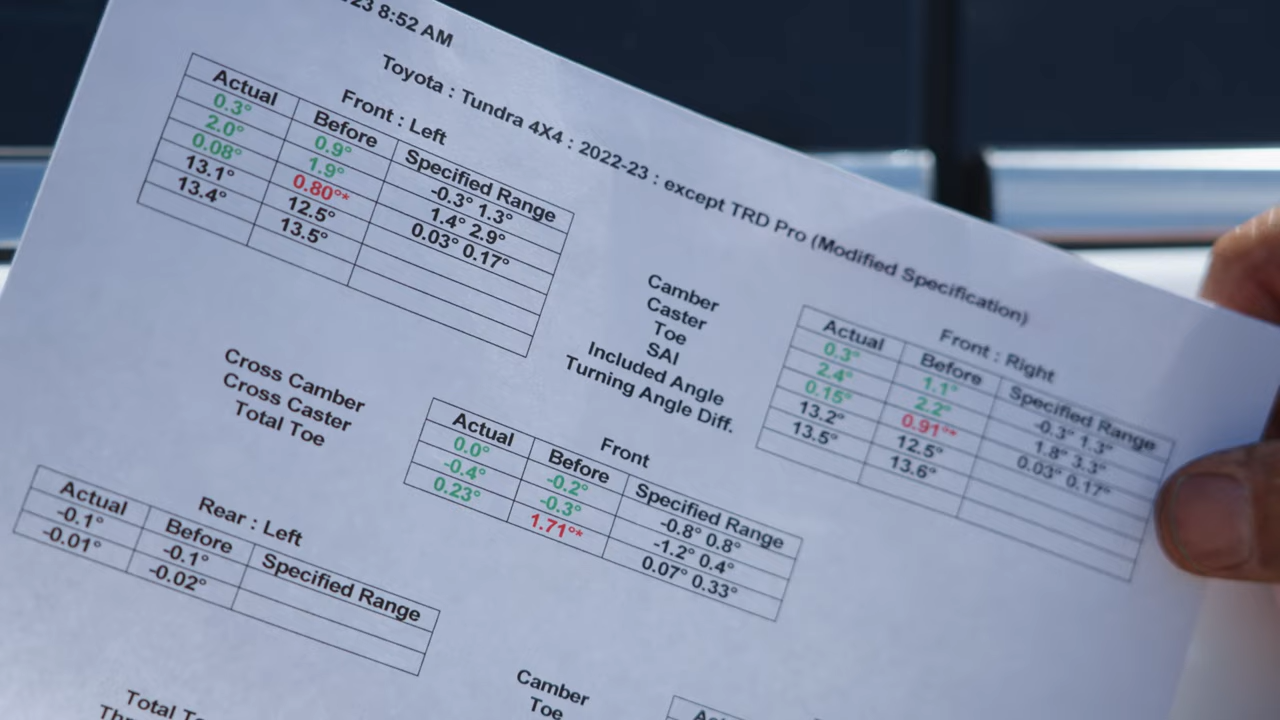 23 8:52 AM
Toyota : Tundra 4X4 : 2022-23 : except TRD Pro (Modified Specification)
Front : Left
Actual Before Specified Range
0.3° 0.9° -0.3° 1.3°
2.0° 1.9° 1.4° 2.9°
0.08° 0.80°* 0.03° 0.17°
13.1° 12.5°
13.4° 13.5°
Camber
Caster
Toe
SAI
Included Angle
Turning Angle Diff.
Front : Right
Actual Before Specified Range
0.3° 1.1° -0.3° 1.3°
2.4° 2.2° 1.8° 3.3°
0.15° 0.91°* 0.03° 0.17°
13.2° 12.5°
13.5° 13.6°
Cross Camber
Cross Caster
Total Toe
Front
Actual Before Specified Range
0.0° -0.2° -0.8° 0.8°
-0.4° -0.3° -1.2° 0.4°
0.23° 1.71°* 0.07° 0.33°
Rear : Left
Actual Before Specified Range
-0.1° -0.1°
-0.01° -0.02°
Camber
Toe
Total